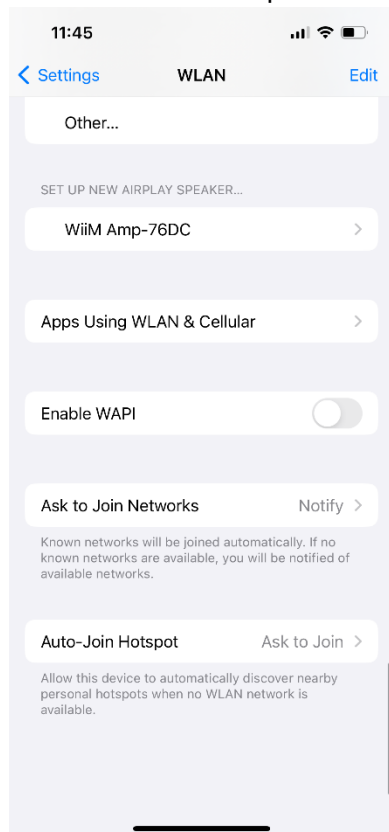 11:45
Settings
WLAN
Edit
Other...
SET UP NEW AIRPLAY SPEAKER...
WiiM Amp-76DC
Apps Using WLAN & Cellular
Enable WAPI
Ask to Join Networks
Notify
Known networks will be joined automatically. If no
known networks are available, you will be notified of
available networks.
Auto-Join Hotspot
Ask to Join
Allow this device to automatically discover nearby
personal hotspots when no WLAN network is
available.